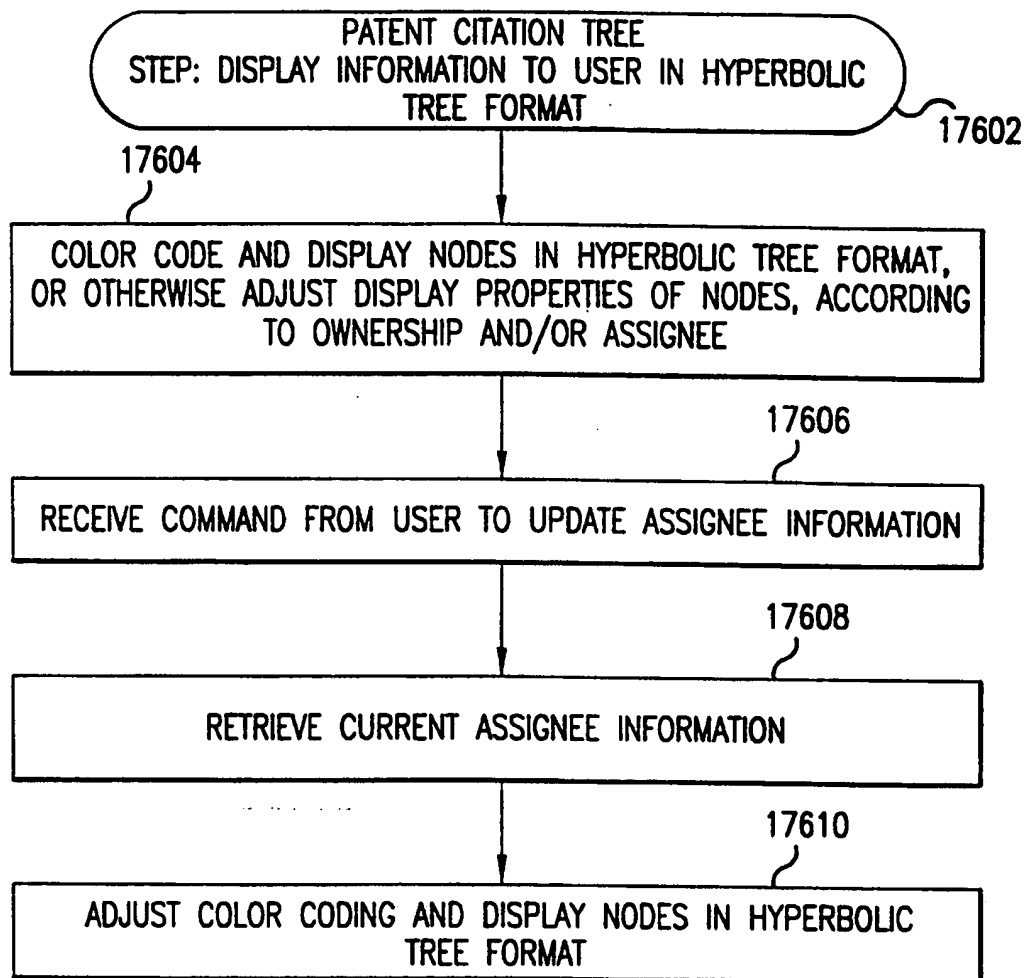 PATENT CITATION TREE
STEP: DISPLAY INFORMATION TO USER IN HYPERBOLIC
TREE FORMAT
17602
17604
COLOR CODE AND DISPLAY NODES IN HYPERBOLIC TREE FORMAT,
OR OTHERWISE ADJUST DISPLAY PROPERTIES OF NODES, ACCORDING
TO OWNERSHIP AND/OR ASSIGNEE
17606
RECEIVE COMMAND FROM USER TO UPDATE ASSIGNEE INFORMATION
17608
RETRIEVE CURRENT ASSIGNEE INFORMATION
17610
ADJUST COLOR CODING AND DISPLAY NODES IN HYPERBOLIC
TREE FORMAT